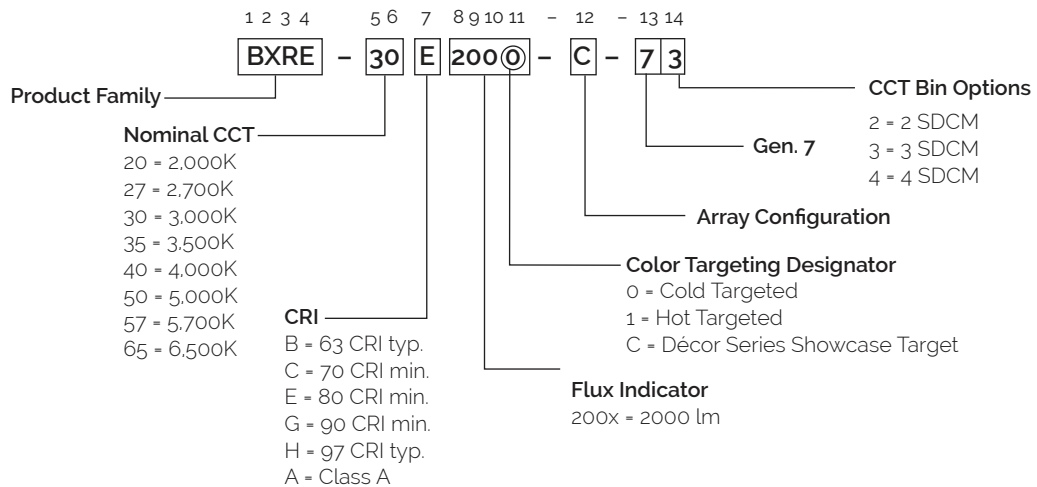 1 2 3 4 5 6 7 8 9 10 11 – 12 – 13 14
BXRE – 30 E 2000 – C – 73
Product Family
Nominal CCT
20 = 2,000K
27 = 2,700K
30 = 3,000K
35 = 3,500K
40 = 4,000K
50 = 5,000K
57 = 5,700K
65 = 6,500K
CRI
B = 63 CRI typ.
C = 70 CRI min.
E = 80 CRI min.
G = 90 CRI min.
H = 97 CRI typ.
A = Class A
Flux Indicator
200x = 2000 lm
Color Targeting Designator
0 = Cold Targeted
1 = Hot Targeted
C = Décor Series Showcase Target
Array Configuration
Gen. 7
CCT Bin Options
2 = 2 SDCM
3 = 3 SDCM
4 = 4 SDCM